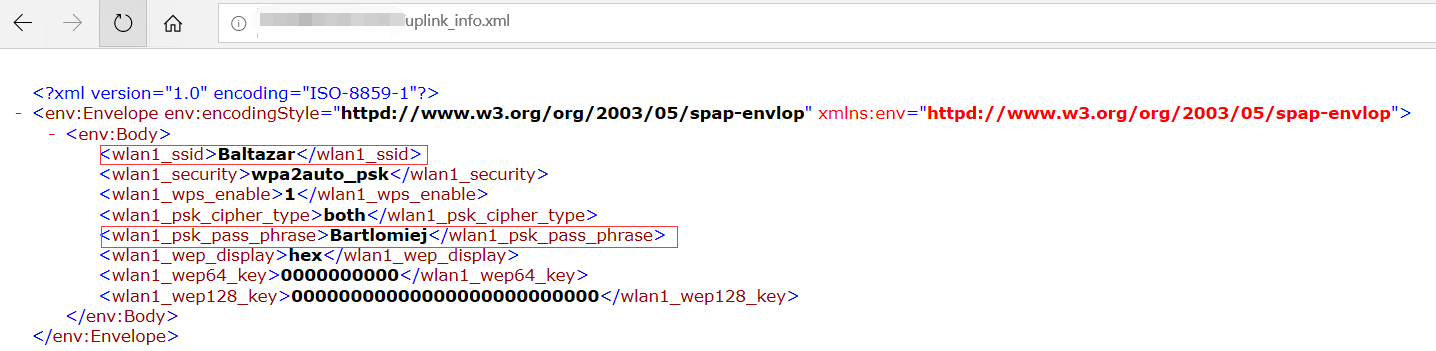 uplink_info.xml
<?xml version="1.0" encoding="ISO-8859-1"?>
- <env:Envelope env:encodingStyle="httpd://www.w3.org/org/2003/05/spap-envlop" xmlns:env="httpd://www.w3.org/org/2003/05/spap-envlop">
- <env:Body>
<wlan1_ssid>Baltazar</wlan1_ssid>
<wlan1_security>wpa2auto_psk</wlan1_security>
<wlan1_wps_enable>1</wlan1_wps_enable>
<wlan1_psk_cipher_type>both</wlan1_psk_cipher_type>
<wlan1_psk_pass_phrase>Bartlomiej</wlan1_psk_pass_phrase>
<wlan1_wep_display>hex</wlan1_wep_display>
<wlan1_wep64_key>0000000000</wlan1_wep64_key>
<wlan1_wep128_key>00000000000000000000000000</wlan1_wep128_key>
</env:Body>
</env:Envelope>